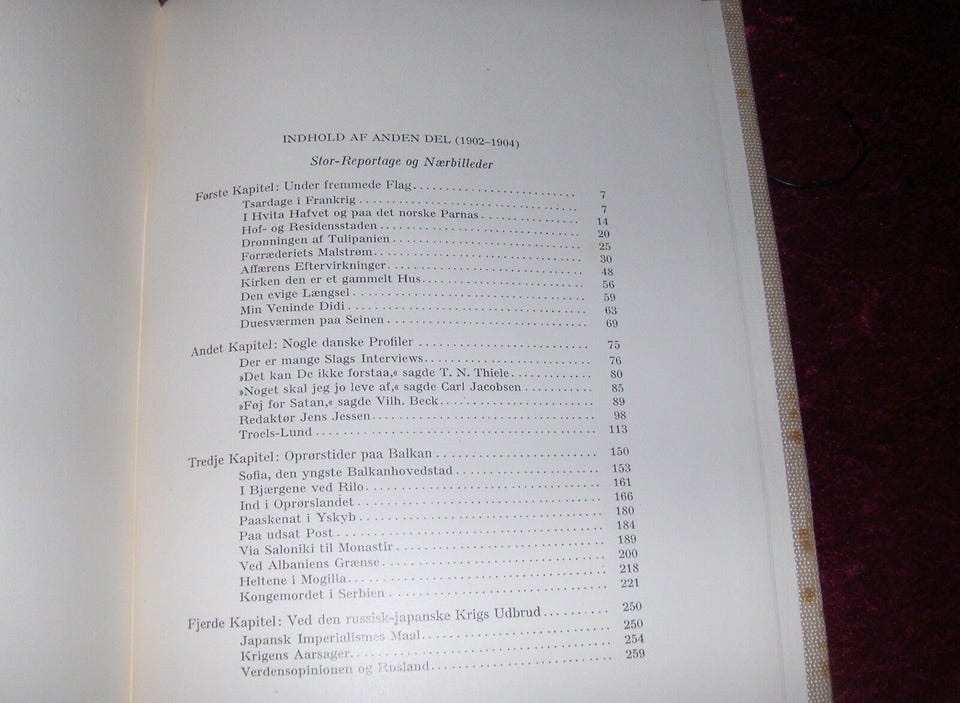 INDHOLD AF ANDEN DEL (1902–1904)
Stor-Reportage og Nærbilleder
Første Kapitel: Under fremmede Flag 7
Tsardage i Frankrig 7
I Hvita Hafvet og paa det norske Parnas 14
Hof- og Residensstaden 20
Dronningen af Tulipanien 25
Forræderiets Malstrøm 30
Affærens Eftervirkninger 48
Kirken den er et gammelt Hus 56
Den evige Længsel 59
Min Veninde Didi 63
Duesværmen paa Seinen 69
Andet Kapitel: Nogle danske Profiler 75
Der er mange Slags Interviews 76
»Det kan De ikke forstaa,« sagde T. N. Thiele 80
»Noget skal jeg jo leve af,« sagde Carl Jacobsen 85
»Føj for Satan,« sagde Vilh. Beck 89
Redaktør Jens Jessen 98
Troels-Lund 113
Tredje Kapitel: Oprørstider paa Balkan 150
Sofia, den yngste Balkanhovedstad 153
I Bjærgene ved Rilo 161
Ind i Oprørslandet 166
Paaskenat i Yskyb 180
Paa udsat Post 184
Via Saloniki til Monastir 189
Ved Albaniens Grænse 200
Heltene i Mogilla 218
Kongemordet i Serbien 221
Fjerde Kapitel: Ved den russisk-japanske Krigs Udbrud 250
Japansk Imperialismes Maal 250
Krigens Aarsager 254
Verdensopinionen og Rusland 259